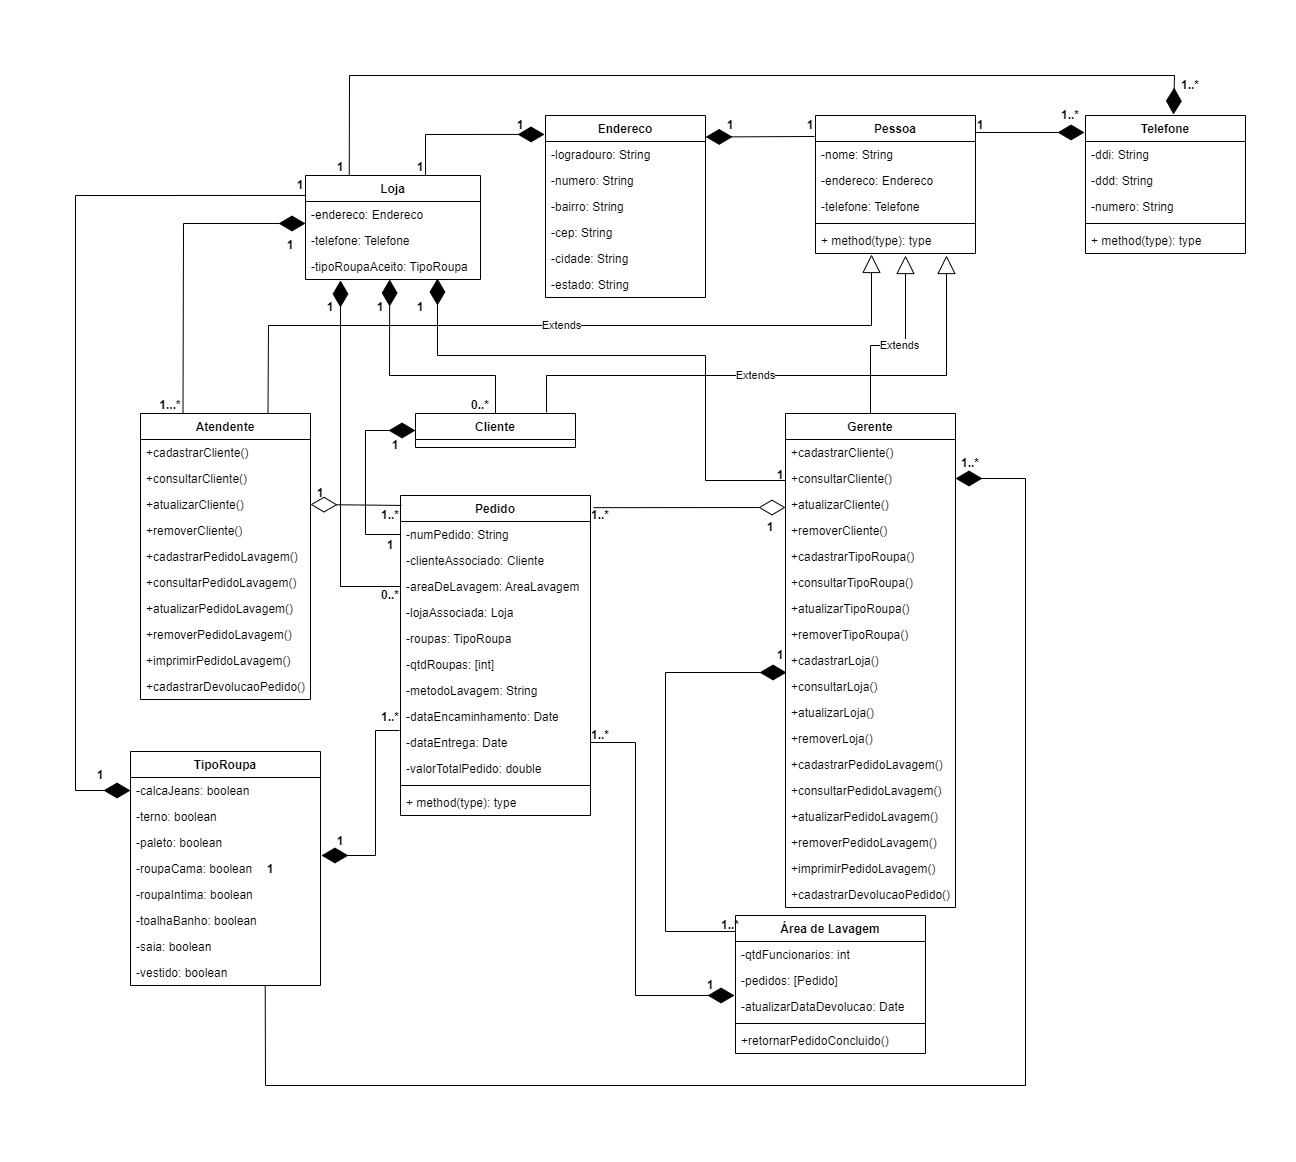 1..*
1
1
1
1
1..*
1
1
1
1
Endereco
-logradouro: String
-numero: String
-bairro: String
-cep: String
-cidade: String
-estado: String
Pessoa
-nome: String
-endereco: Endereco
-telefone: Telefone
+ method(type): type
Telefone
-ddi: String
-ddd: String
-numero: String
+ method(type): type
Loja
-endereco: Endereco
-telefone: Telefone
-tipoRoupaAceito: TipoRoupa
1
1
1
1
Extends
Extends
Extends
1...*
0..*
Atendente
+cadastrarCliente()
+consultarCliente()
+atualizarCliente()
+removerCliente()
+cadastrarPedidoLavagem()
+consultarPedidoLavagem()
+atualizarPedidoLavagem()
+removerPedidoLavagem()
+imprimirPedidoLavagem()
+cadastrarDevolucaoPedido()
Cliente
1
1
1..*
1
0..*
Pedido
-numPedido: String
-clienteAssociado: Cliente
-areaDeLavagem: AreaLavagem
-lojaAssociada: Loja
-roupas: TipoRoupa
-qtdRoupas: [int]
-metodoLavagem: String
-dataEncaminhamento: Date
-dataEntrega: Date
-valorTotalPedido: double
+ method(type): type
1..*
1
1
1..*
Gerente
+cadastrarCliente()
+consultarCliente()
+atualizarCliente()
+removerCliente()
+cadastrarTipoRoupa()
+consultarTipoRoupa()
+atualizarTipoRoupa()
+removerTipoRoupa()
+cadastrarLoja()
+consultarLoja()
+atualizarLoja()
+removerLoja()
+cadastrarPedidoLavagem()
+consultarPedidoLavagem()
+atualizarPedidoLavagem()
+removerPedidoLavagem()
+imprimirPedidoLavagem()
+cadastrarDevolucaoPedido()
1
1..*
1..*
1
1
TipoRoupa
-calcaJeans: boolean
-terno: boolean
-paleto: boolean
-roupaCama: boolean 1
-roupaIntima: boolean
-toalhaBanho: boolean
-saia: boolean
-vestido: boolean
1..*
1
Área de Lavagem
-qtdFuncionarios: int
-pedidos: [Pedido]
-atualizarDataDevolucao: Date
+retornarPedidoConcluido()